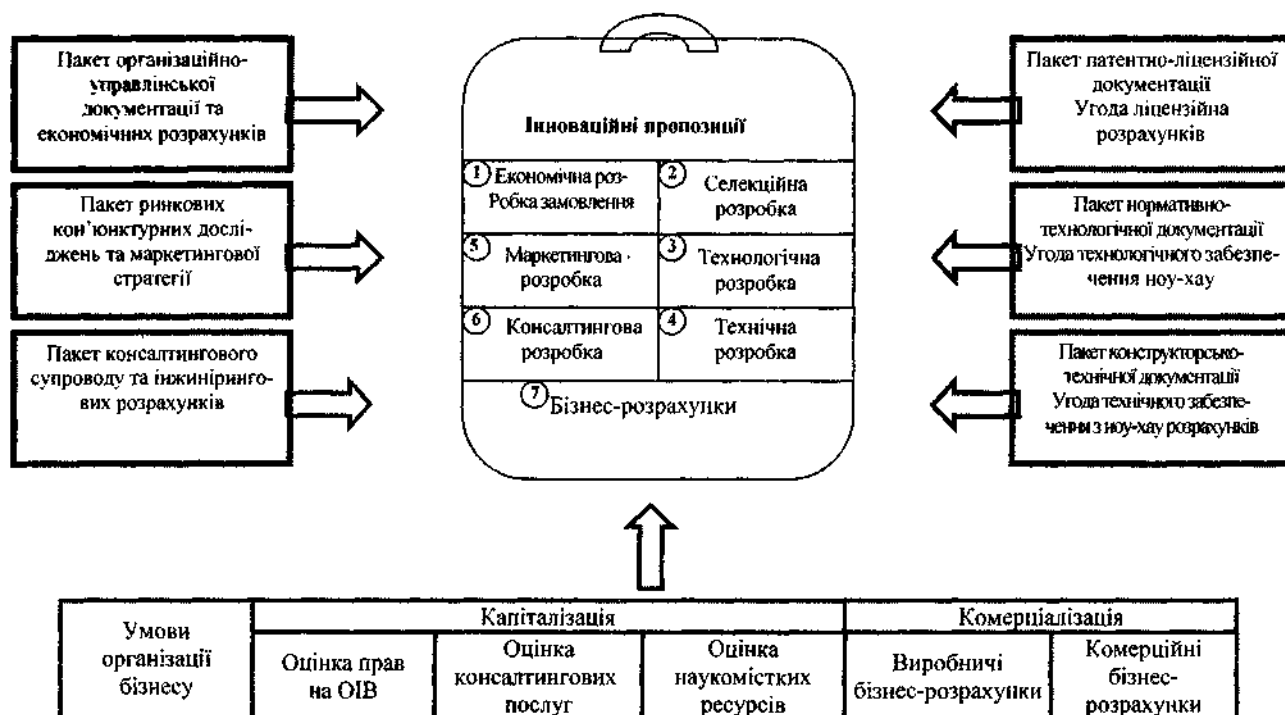 Пакет організаційно-
управлінської
документації та
економічних розрахунків
Пакет ринкових
кон’юнктурних дослі-
джень та маркетингової
стратегії
Пакет консалтингового
супроводу та інжиніринго-
вих розрахунків
Інноваційні пропозиції
1 Економічна роз-
Робка замовлення
2 Селекційна
розробка
5 Маркетингова
розробка
3 Технологічна
розробка
6 Консалтингова
розробка
4 Технічна
розробка
7 Бізнес-розрахунки
Пакет патентно-ліцензійної
документації
Угода ліцензійна
розрахунків
Пакет нормативно-
технологічної документації
Угода технологічного забезпе-
чення ноу-хау
Пакет конструкторсько-
технічної документації
Угода технічного забезпе-
чення з ноу-хау розрахунків
Умови
організації
бізнесу
Капіталізація
Комерціалізація
Оцінка прав
на ОІВ
Оцінка
консалтингових
послуг
Оцінка
наукомістких
ресурсів
Виробничі
бізнес-розрахунки
Комерційні
бізнес-
розрахунки